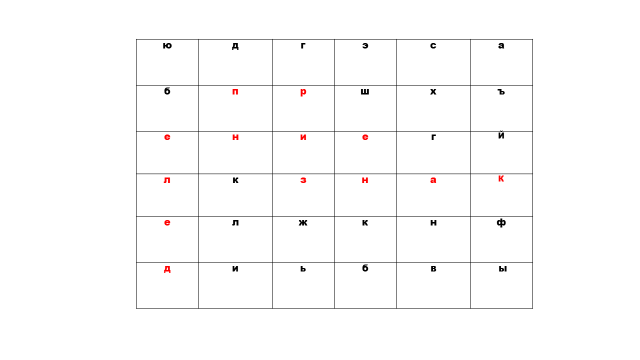 ю д г э с а
б п р ш х ъ
е н и е г й
л к з н а к
е л ж к н ф
д и ь б в ы